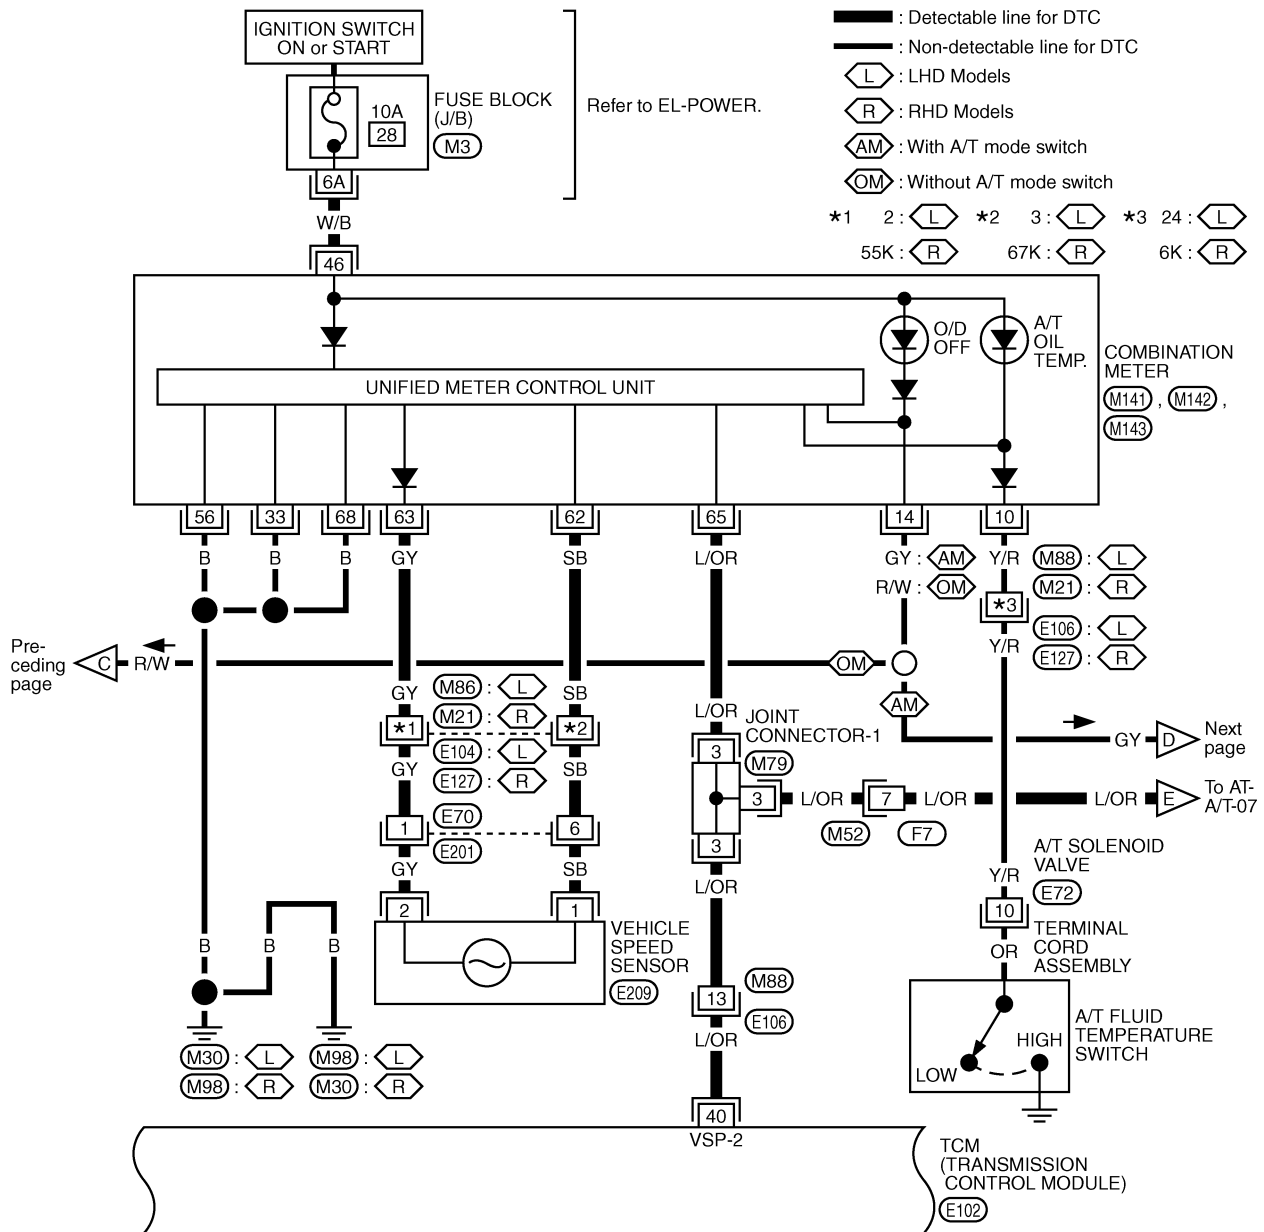 IGNITION SWITCH
ON or START
10A
28
FUSE BLOCK
(J/B)
M3
Refer to EL-POWER.
: Detectable line for DTC
: Non-detectable line for DTC
L : LHD Models
R : RHD Models
AM : With A/T mode switch
OM : Without A/T mode switch
*1 2 : L *2 3 : L *3 24 : L
55K : R 67K : R 6K : R
6A
W/B
46
O/D
OFF
A/T
OIL
TEMP.
UNIFIED METER CONTROL UNIT
COMBINATION
METER
M141 , M142 ,
M143
56 33 68 63 62 65 14 10
B B B GY SB L/OR
GY : AM
R/W : OM
Y/R
M88 : L
M21 : R
*3
E106 : L
E127 : R
Y/R
Pre-
ceding
page
C R/W
OM
AM
GY SB L/OR
M86 : L
M21 : R
*1 *2
E104 : L
E127 : R
GY SB
JOINT
CONNECTOR-1
M79
3
3 L/OR 7 L/OR
M52 F7
GY D
Next
page
L/OR E
To AT-
A/T-07
1 6
E70
E201
GY SB
3
L/OR
2 1
VEHICLE
SPEED
SENSOR
E209
A/T SOLENOID
VALVE
Y/R
E72
10
TERMINAL
CORD
ASSEMBLY
OR
B B B
M30 : L M98 : L
M98 : R M30 : R
13
M88
E106
L/OR
LOW
HIGH
A/T FLUID
TEMPERATURE
SWITCH
40
VSP-2
TCM
(TRANSMISSION
CONTROL MODULE)
E102